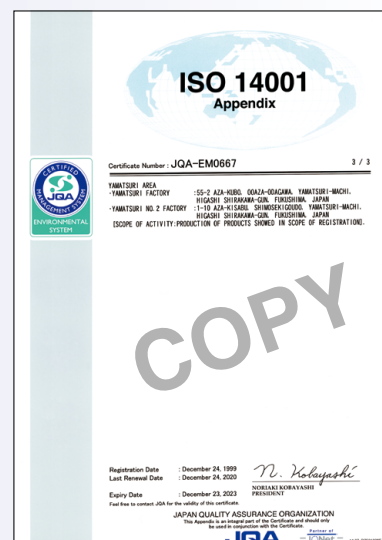 ISO 14001
Appendix
Certificate Number : JQA-EM0667
3 / 3
YAMATSURI AREA
·YAMATSURI FACTORY :55-2 AZA-KUBO, OOAZA-ODAGAWA, YAMATSURI-MACHI,
HIGASHI SHIRAKAWA-GUN, FUKUSHIMA, JAPAN
·YAMATSURI NO.2 FACTORY :1-10 AZA-KISABU, SHIMOSEKIGOUDO, YAMATSURI-MACHI,
HIGASHI SHIRAKAWA-GUN, FUKUSHIMA, JAPAN
[SCOPE OF ACTIVITY:PRODUCTION OF PRODUCTS SHOWED IN SCOPE OF REGISTRATION].
CERTIFIED
JQA
MANAGEMENT SYSTEM
ENVIRONMENTAL
SYSTEM
COPY
Registration Date : December 24, 1999
Last Renewal Date : December 24, 2020
Expiry Date : December 23, 2023
N. Kobayashi
NORIAKI KOBAYASHI
PRESIDENT
Feel free to contact JQA for the validity of this certificate.
JAPAN QUALITY ASSURANCE ORGANIZATION
This Appendix is an integral part of the Certificate and should only
be used in conjunction with the Certificate.
Partner of
JQA
IQNet